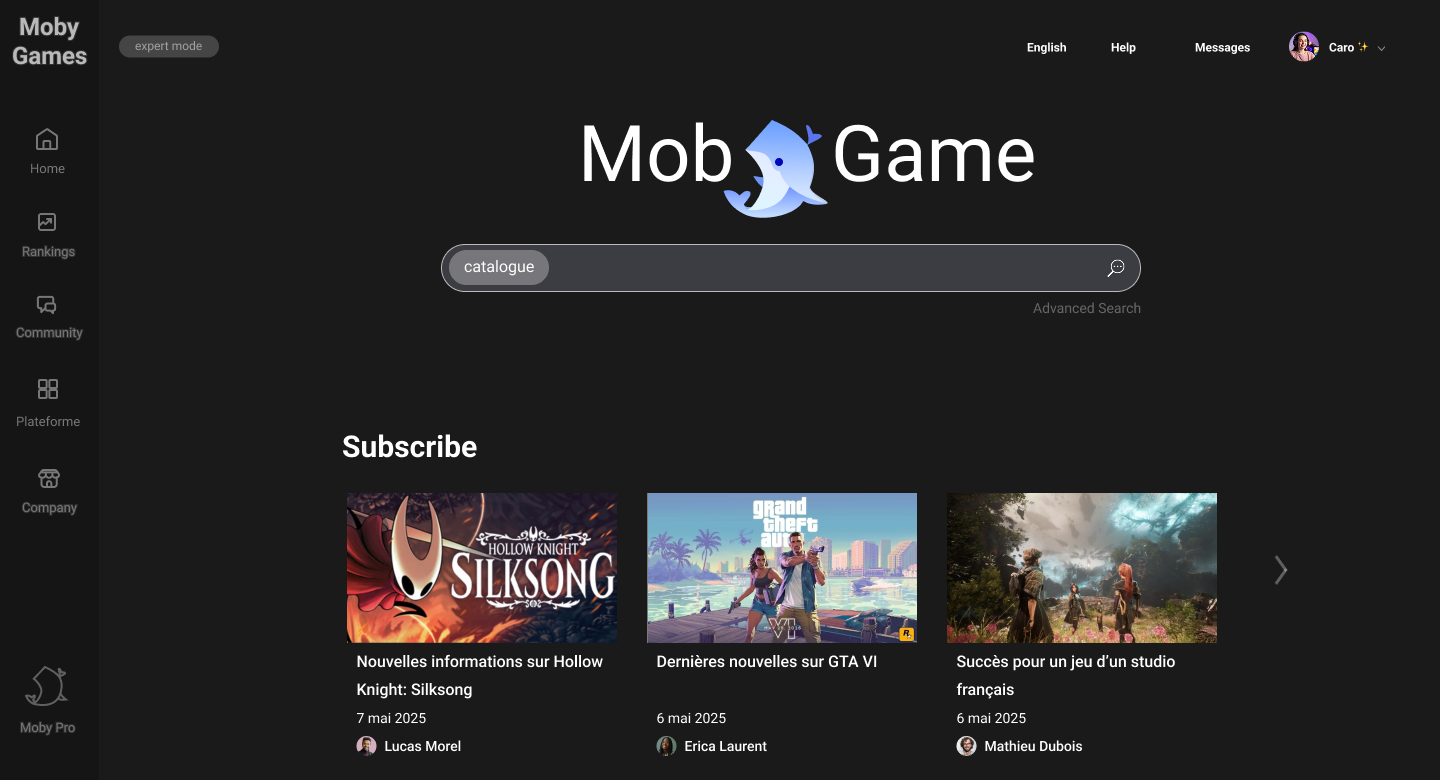 Moby
Games
expert mode
English
Help
Messages
Caro ✨
Home
Rankings
Community
Plateforme
Company
Moby Pro
Mob Game
catalogue
Advanced Search
Subscribe
HOLLOW KNIGHT
SILKSONG
grand
theft
auto
VI
R
Nouvelles informations sur Hollow
Knight: Silksong
7 mai 2025
Lucas Morel
Dernières nouvelles sur GTA VI
6 mai 2025
Erica Laurent
Succès pour un jeu d’un studio
français
6 mai 2025
Mathieu Dubois